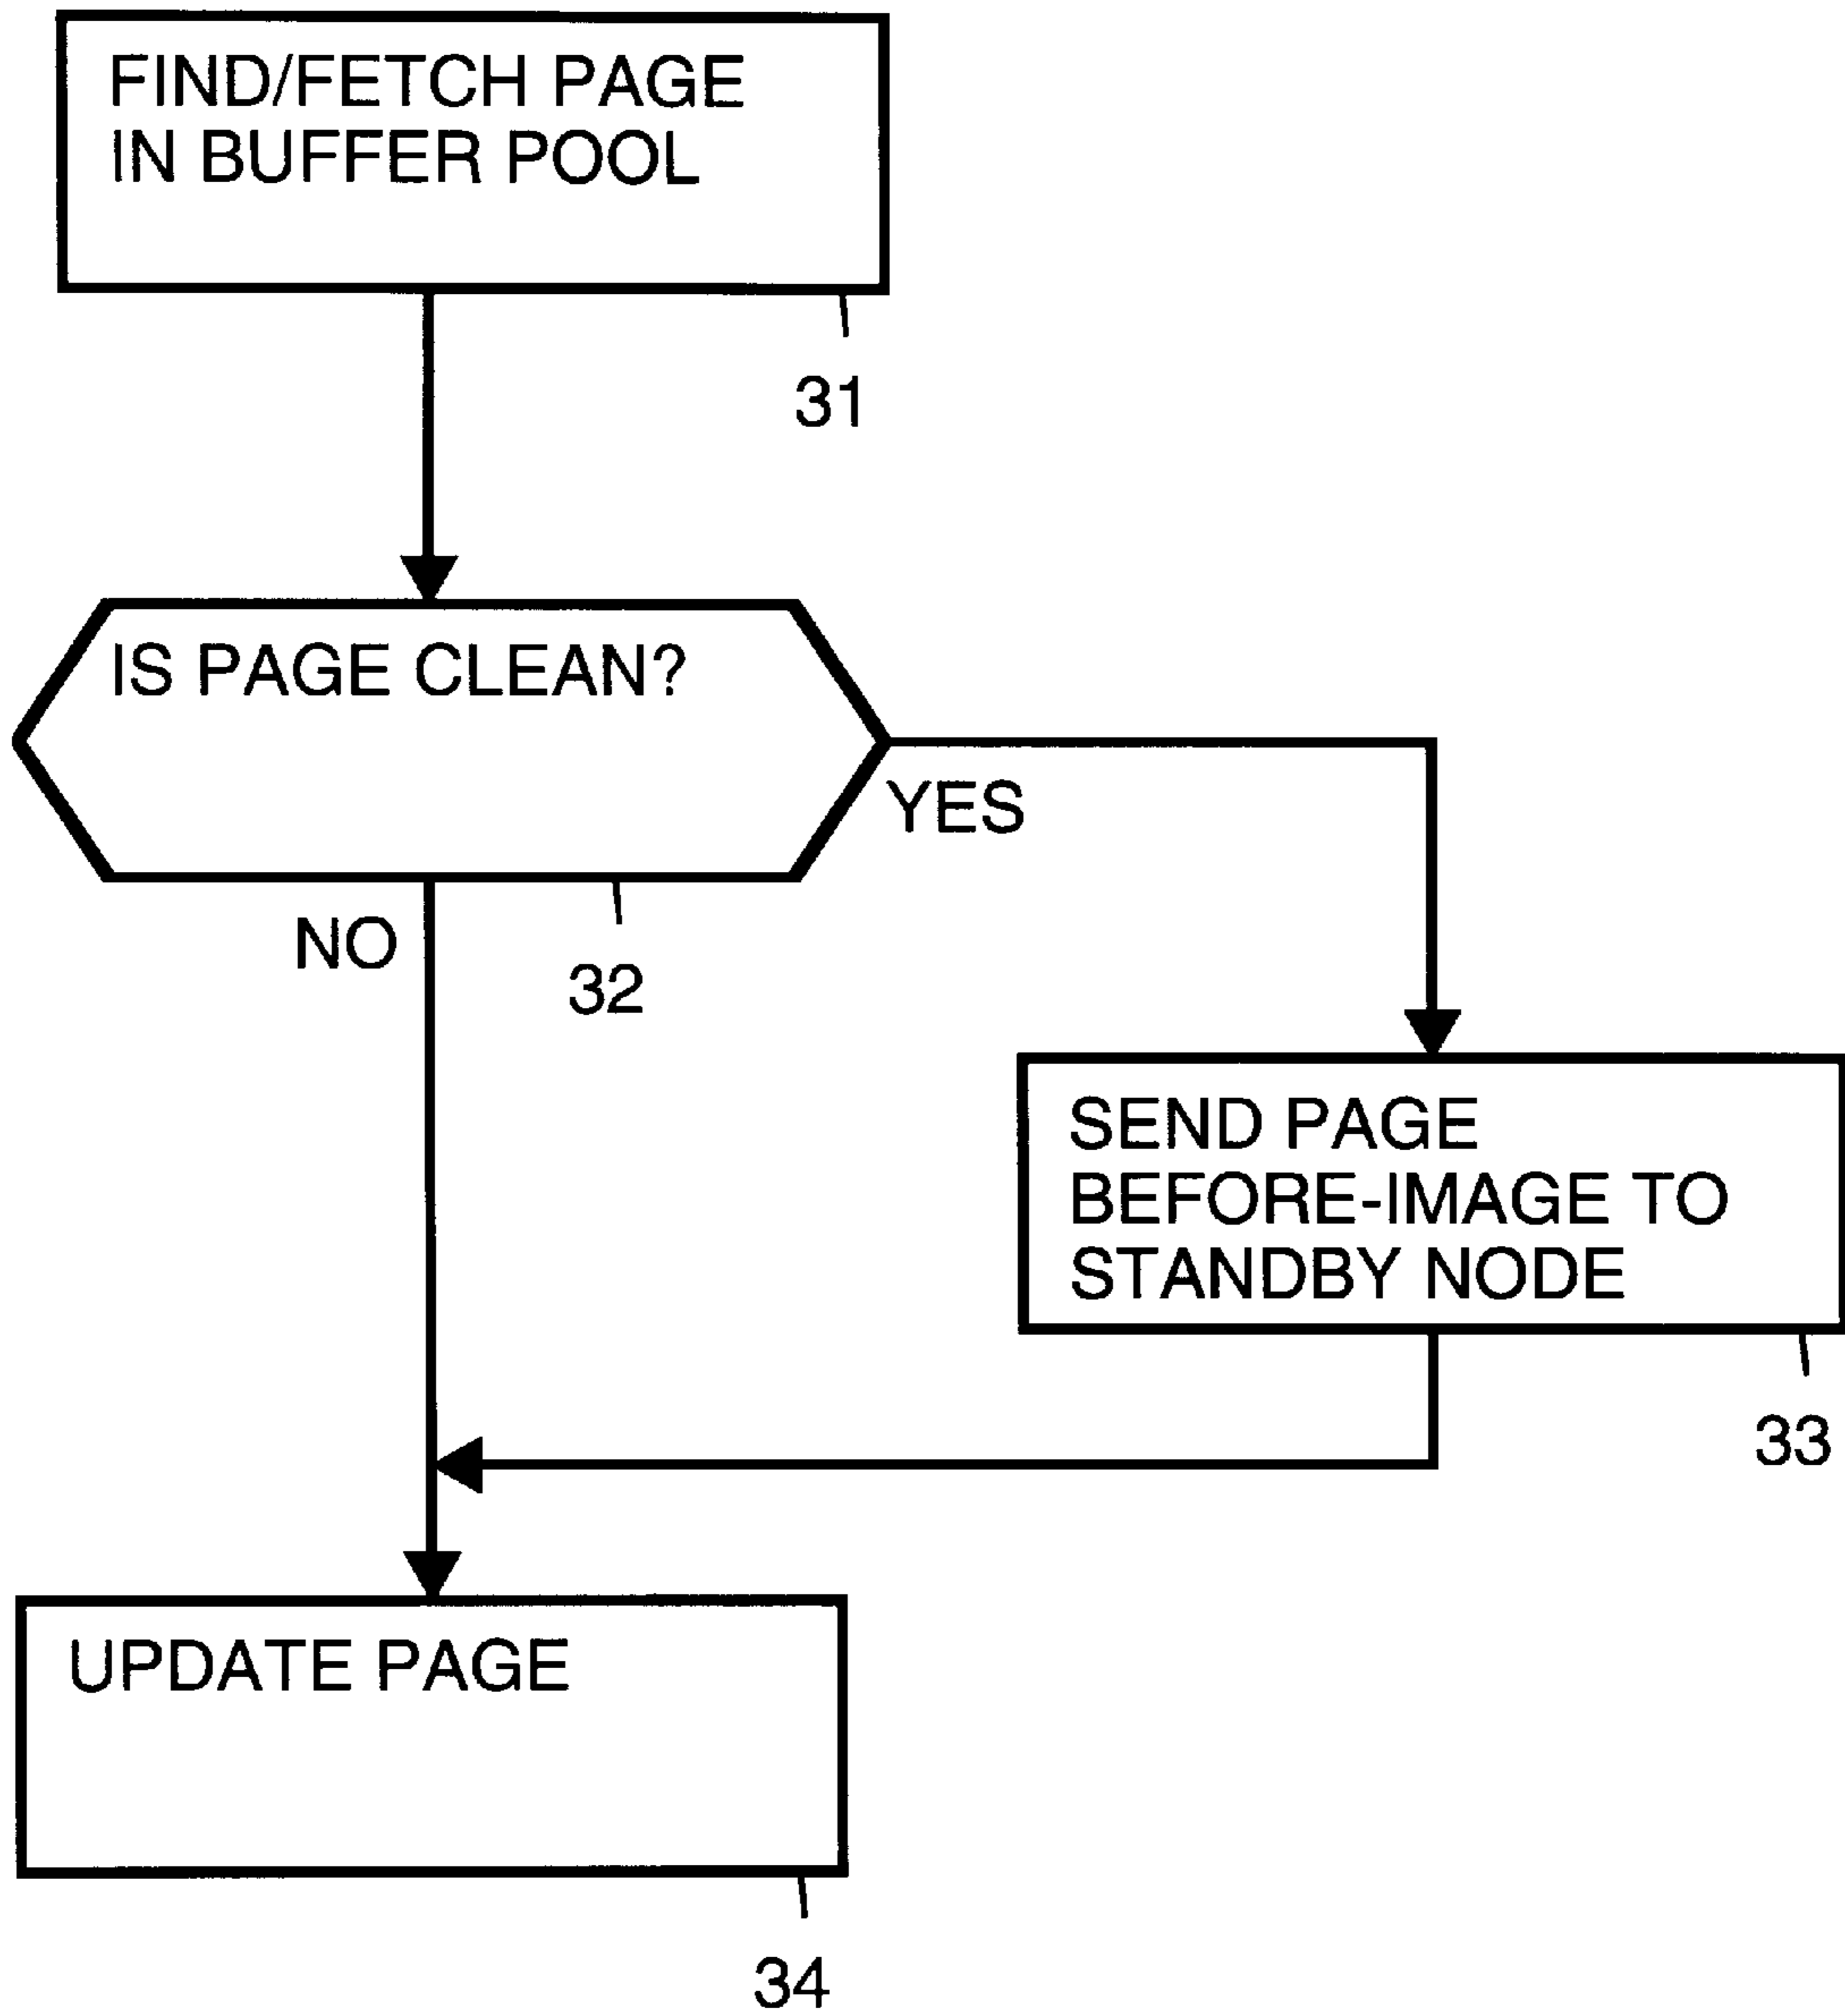 FIND/FETCH PAGE
IN BUFFER POOL
31
IS PAGE CLEAN?
YES
NO
32
SEND PAGE
BEFORE-IMAGE TO
STANDBY NODE
33
UPDATE PAGE
34